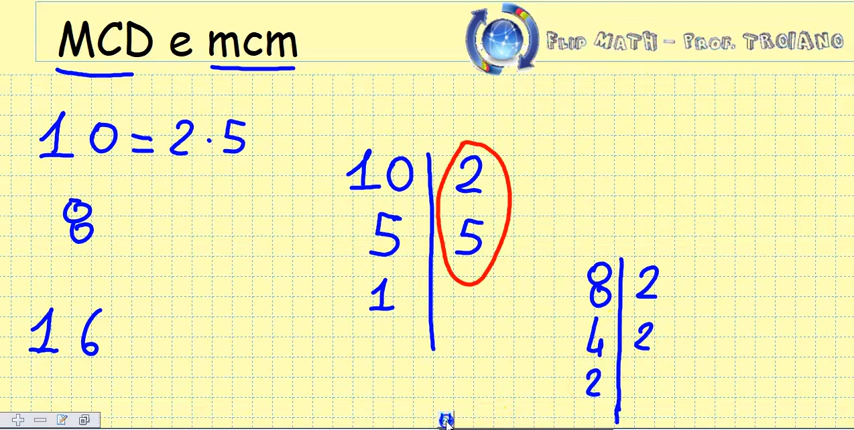 MCD e mcm
FLIP MATH - PROF. TROIANO
10 = 2 · 5
8
16
10 | 2
5 | 5
1 |
8 | 2
4 | 2
2 |